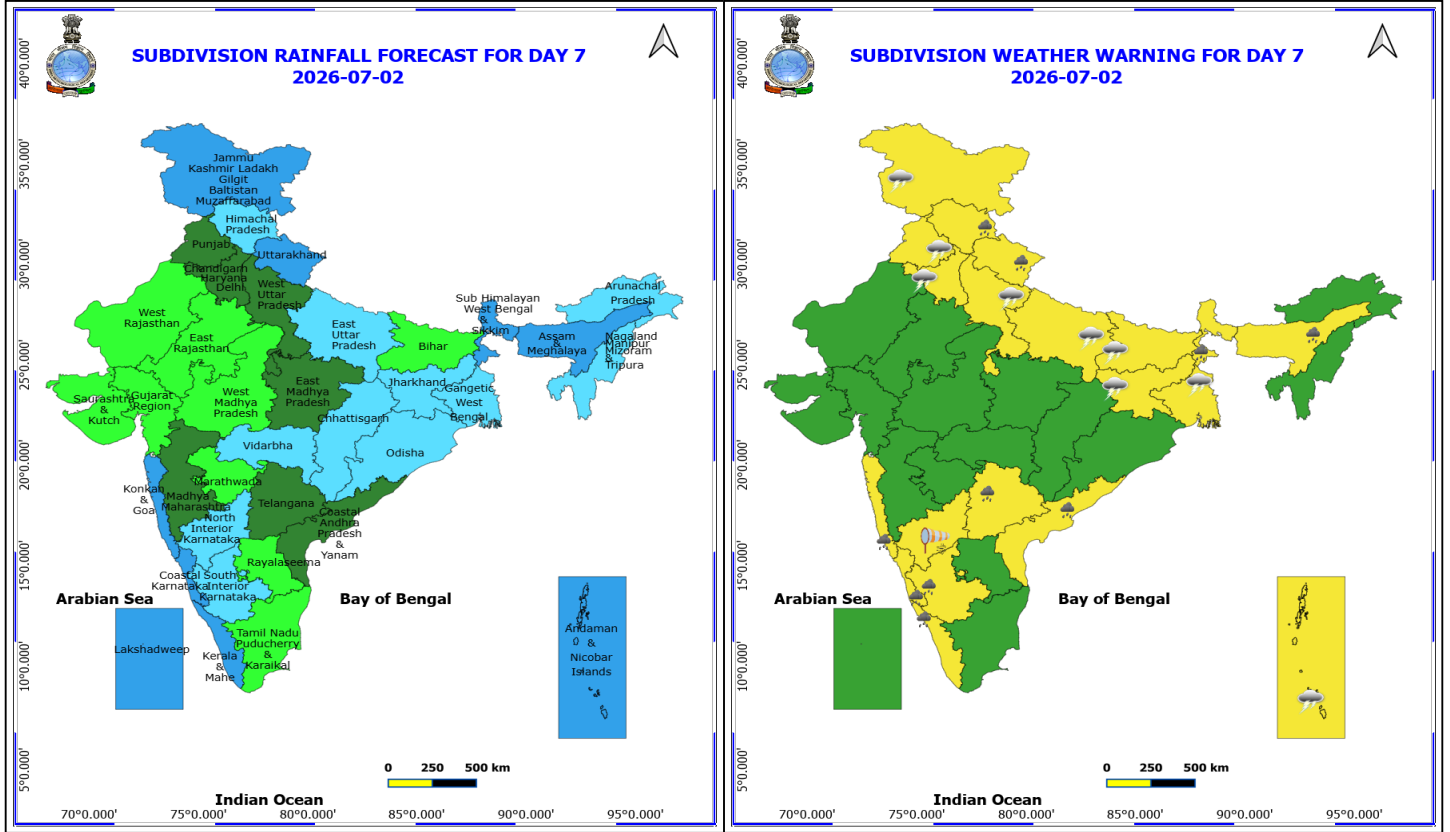 SUBDIVISION RAINFALL FORECAST FOR DAY 7
2026-07-02
40°0.000'
35°0.000'
30°0.000'
25°0.000'
20°0.000'
15°0.000'
10°0.000'
5°0.000'
Jammu
Kashmir Ladakh
Gilgit
Baltistan
Muzaffarabad
Himachal
Pradesh
Punjab
Uttarakhand
Chandigarh
Haryana
Delhi
West
Uttar
Pradesh
Arunachal
Pradesh
Sub Himalayan
West Bengal
&
Sikkim
West
Rajasthan
East
Rajasthan
East
Uttar
Pradesh
Bihar
Assam
&
Meghalaya
Nagaland
Manipur
Mizoram
&
Tripura
Saurashtra
&
Kutch
Gujarat
Region
West
Madhya
Pradesh
East
Madhya
Pradesh
Jharkhand
Gangetic
West
Bengal
Chhattisgarh
Vidarbha
Odisha
Konkan
&
Goa
Madhya
Maharashtra
Marathwada
Telangana
North
Interior
Karnataka
Coastal
Andhra
Pradesh
&
Yanam
Rayalaseema
Coastal
Karnataka
South
Interior
Karnataka
Arabian Sea
Bay of Bengal
Lakshadweep
Kerala
&
Mahe
Tamil Nadu
Puducherry
&
Karaikal
Andaman
&
Nicobar
Islands
0 250 500 km
Indian Ocean
70°0.000' 75°0.000' 80°0.000' 85°0.000' 90°0.000' 95°0.000'
SUBDIVISION WEATHER WARNING FOR DAY 7
2026-07-02
40°0.000'
35°0.000'
30°0.000'
25°0.000'
20°0.000'
15°0.000'
10°0.000'
5°0.000'
Arabian Sea
Bay of Bengal
0 250 500 km
Indian Ocean
70°0.000' 75°0.000' 80°0.000' 85°0.000' 90°0.000' 95°0.000'